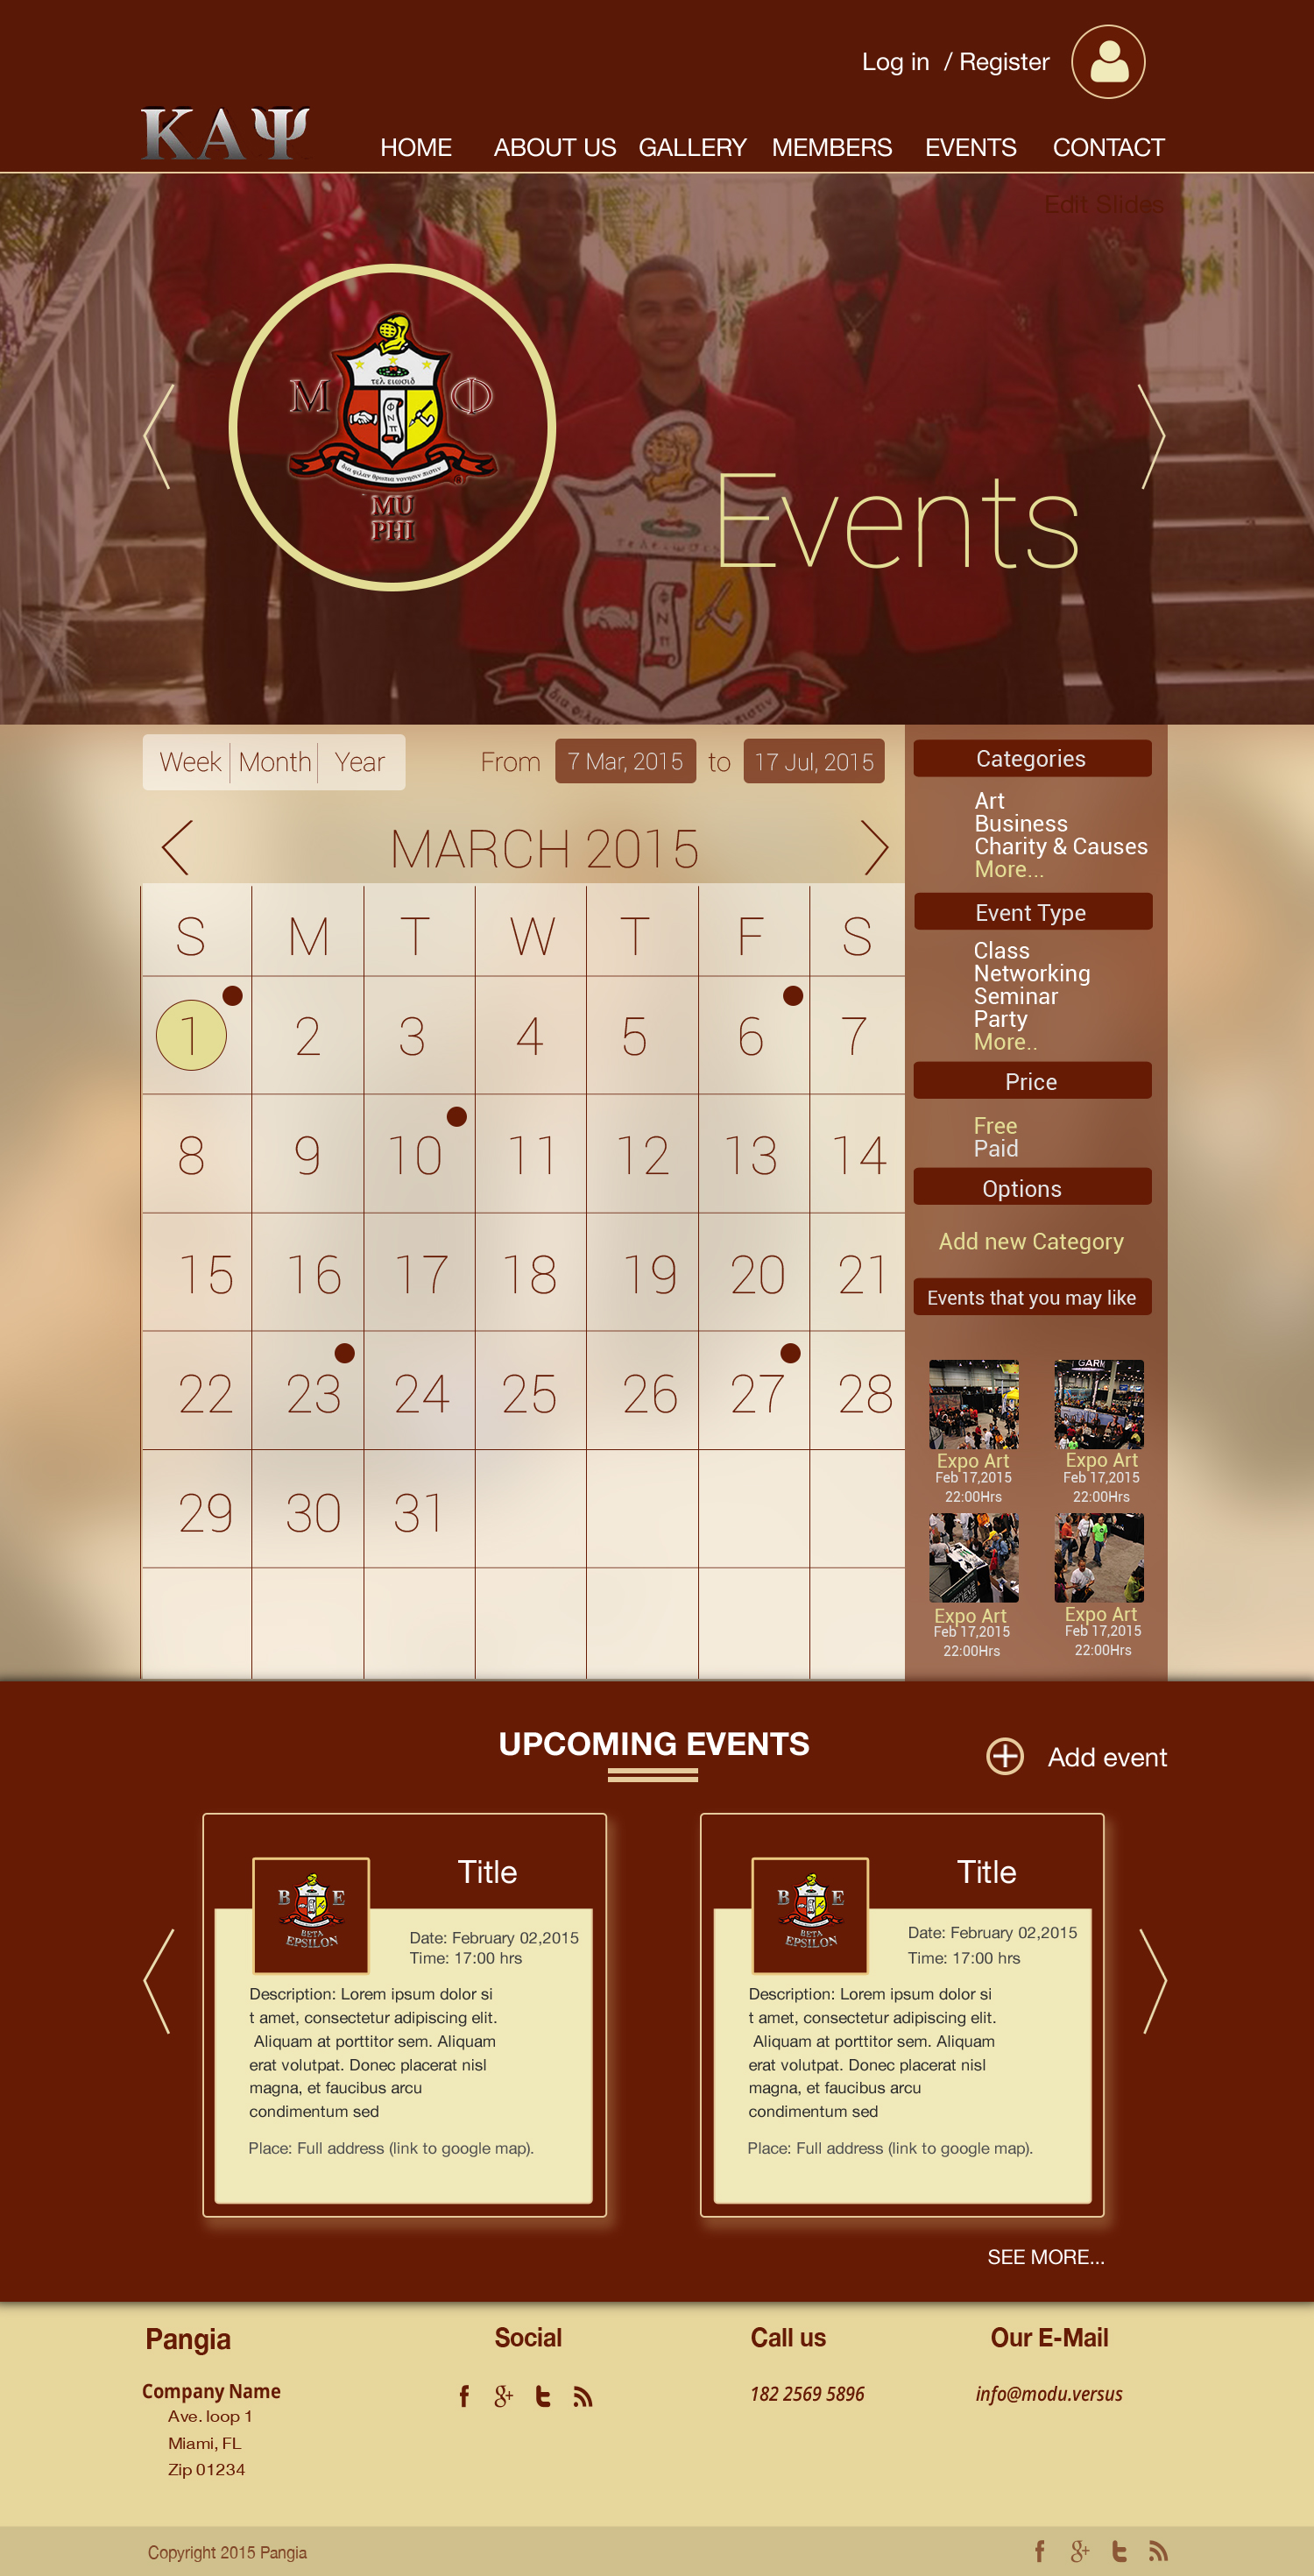 Log in / Register
ΚΑΨ
HOME ABOUT US GALLERY MEMBERS EVENTS CONTACT
Edit Slides
τελ ειωσιδ
Μ Φ
Φ
Ν
Π
MU
PHI
Events
Week Month Year
From 7 Mar, 2015 to 17 Jul, 2015
MARCH 2015
S M T W T F S
1 2 3 4 5 6 7
8 9 10 11 12 13 14
15 16 17 18 19 20 21
22 23 24 25 26 27 28
29 30 31
Categories
Art
Business
Charity & Causes
More...
Event Type
Class
Networking
Seminar
Party
More..
Price
Free
Paid
Options
Add new Category
Events that you may like
GARM
Expo Art
Feb 17,2015
22:00Hrs
Expo Art
Feb 17,2015
22:00Hrs
Expo Art
Feb 17,2015
22:00Hrs
Expo Art
Feb 17,2015
22:00Hrs
UPCOMING EVENTS
Add event
B E
BETA
EPSILON
Title
Date: February 02,2015
Time: 17:00 hrs
Description: Lorem ipsum dolor si
t amet, consectetur adipiscing elit.
Aliquam at porttitor sem. Aliquam
erat volutpat. Donec placerat nisl
magna, et faucibus arcu
condimentum sed
Place: Full address (link to google map).
B E
BETA
EPSILON
Title
Date: February 02,2015
Time: 17:00 hrs
Description: Lorem ipsum dolor si
t amet, consectetur adipiscing elit.
Aliquam at porttitor sem. Aliquam
erat volutpat. Donec placerat nisl
magna, et faucibus arcu
condimentum sed
Place: Full address (link to google map).
SEE MORE...
Pangia
Company Name
Ave. loop 1
Miami, FL
Zip 01234
Social
Call us
182 2569 5896
Our E-Mail
info@modu.versus
Copyright 2015 Pangia